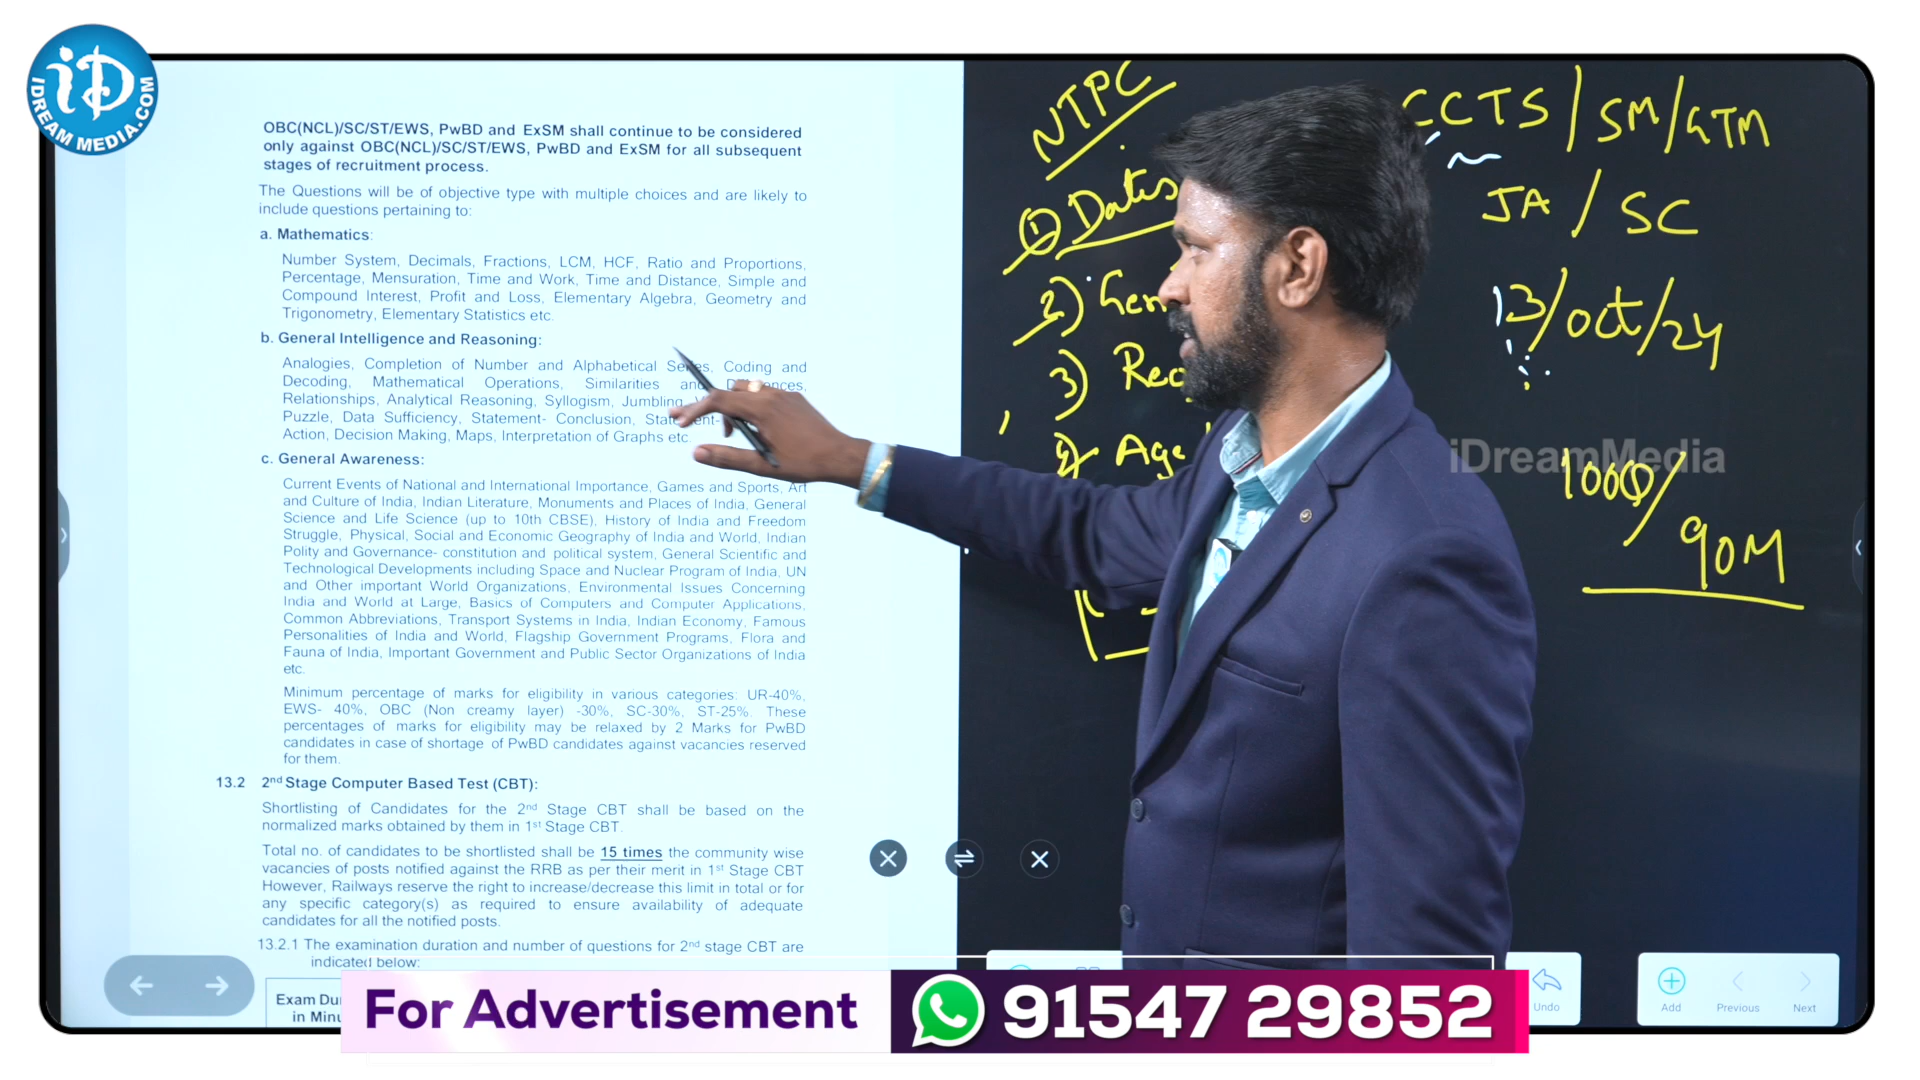 iD
IDREAM MEDIA.COM
OBC(NCL)/SC/ST/EWS, PwBD and ExSM shall continue to be considered
only against OBC(NCL)/SC/ST/EWS, PwBD and ExSM for all subsequent
stages of recruitment process.
The Questions will be of objective type with multiple choices and are likely to
include questions pertaining to:
a. Mathematics:
Number System, Decimals, Fractions, LCM, HCF, Ratio and Proportions,
Percentage, Mensuration, Time and Work, Time and Distance, Simple and
Compound Interest, Profit and Loss, Elementary Algebra, Geometry and
Trigonometry, Elementary Statistics etc.
b. General Intelligence and Reasoning:
Analogies, Completion of Number and Alphabetical Series, Coding and
Decoding, Mathematical Operations, Similarities and Differences,
Relationships, Analytical Reasoning, Syllogism, Jumbling,
Puzzle, Data Sufficiency, Statement- Conclusion, Statement-
Action, Decision Making, Maps, Interpretation of Graphs etc.
c. General Awareness:
Current Events of National and International Importance, Games and Sports, Art
and Culture of India, Indian Literature, Monuments and Places of India, General
Science and Life Science (up to 10th CBSE), History of India and Freedom
Struggle, Physical, Social and Economic Geography of India and World, Indian
Polity and Governance- constitution and political system, General Scientific and
Technological Developments including Space and Nuclear Program of India, UN
and Other important World Organizations, Environmental Issues Concerning
India and World at Large, Basics of Computers and Computer Applications,
Common Abbreviations, Transport Systems in India, Indian Economy, Famous
Personalities of India and World, Flagship Government Programs, Flora and
Fauna of India, Important Government and Public Sector Organizations of India
etc.
Minimum percentage of marks for eligibility in various categories: UR-40%,
EWS- 40%, OBC (Non creamy layer) -30%, SC-30%, ST-25%. These
percentages of marks for eligibility may be relaxed by 2 Marks for PwBD
candidates in case of shortage of PwBD candidates against vacancies reserved
for them.
13.2 2nd Stage Computer Based Test (CBT):
Shortlisting of Candidates for the 2nd Stage CBT shall be based on the
normalized marks obtained by them in 1st Stage CBT.
Total no. of candidates to be shortlisted shall be 15 times the community wise
vacancies of posts notified against the RRB as per their merit in 1st Stage CBT
However, Railways reserve the right to increase/decrease this limit in total or for
any specific category(s) as required to ensure availability of adequate
candidates for all the notified posts.
13.2.1 The examination duration and number of questions for 2nd stage CBT are
indicated below:
Exam Du
in Minu
NTPC
1) Dates
2) Gen
3) Rec
4) Age
CCTS / SM / GTM
JA / SC
13/Oct/24
100Q/
90M
iDreamMedia
Undo
Add
Previous
Next
For Advertisement
91547 29852